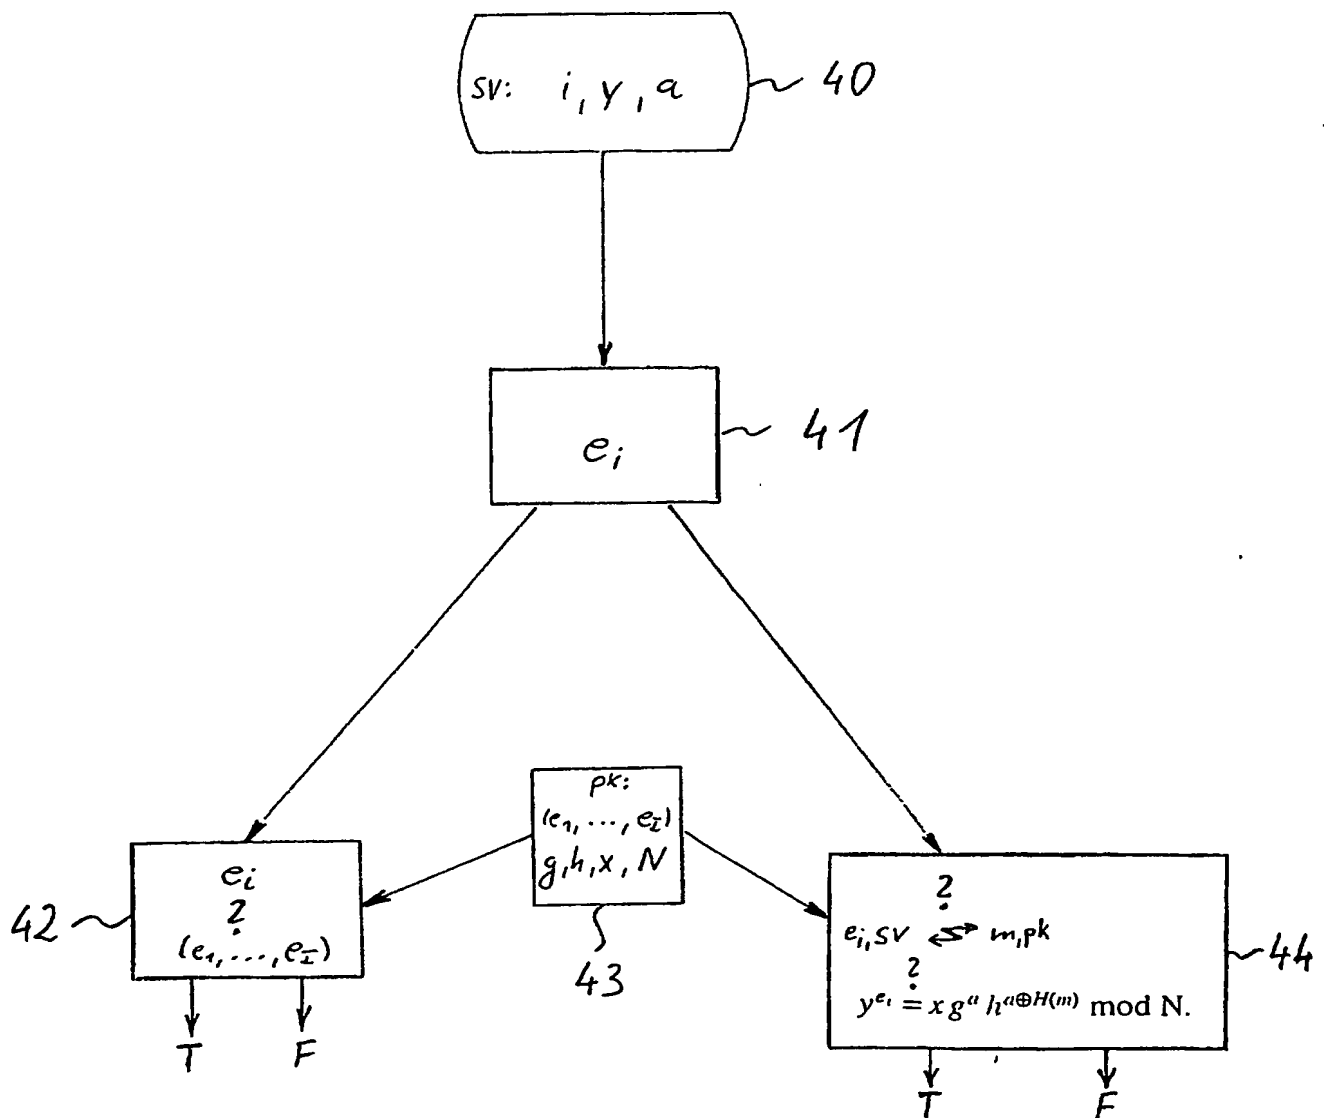 sv: i, y, a
40
e_i
41
pk:
(e_1, ..., e_I)
g, h, x, N
43
e_i
?
(e_1, ..., e_I)
42
T F
?
e_i, sv ↔ m, pk
?
y^{e_i} = x g^a h^{a⊕H(m)} mod N.
44
T F